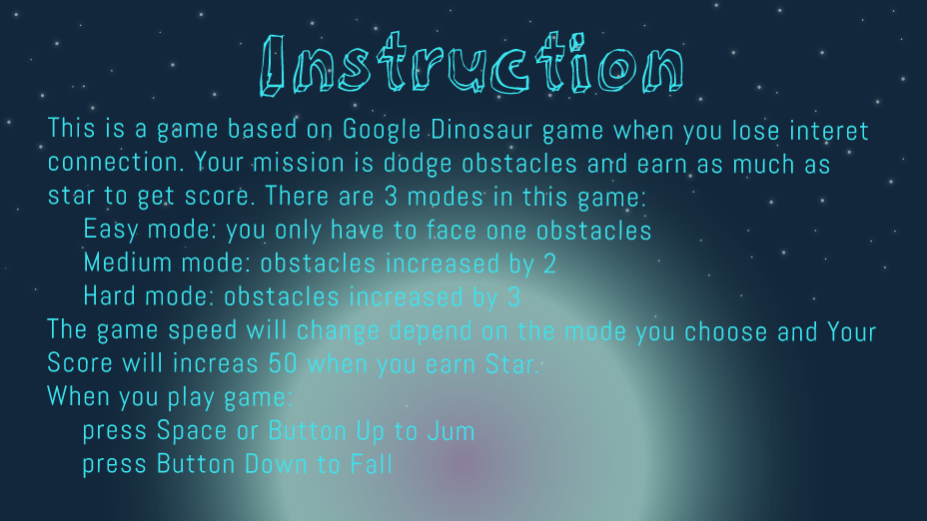 Instruction
This is a game based on Google Dinosaur game when you lose interet
connection. Your mission is dodge obstacles and earn as much as
star to get score. There are 3 modes in this game:
Easy mode: you only have to face one obstacles
Medium mode: obstacles increased by 2
Hard mode: obstacles increased by 3
The game speed will change depend on the mode you choose and Your
Score will increas 50 when you earn Star.
When you play game:
press Space or Button Up to Jum
press Button Down to Fall